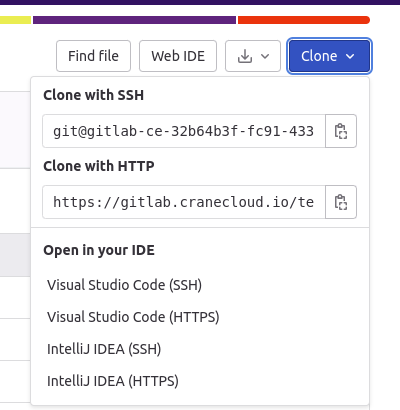 Find file
Web IDE
Clone
Clone with SSH
git@gitlab-ce-32b64b3f-fc91-433
Clone with HTTP
https://gitlab.cranecloud.io/te
Open in your IDE
Visual Studio Code (SSH)
Visual Studio Code (HTTPS)
IntelliJ IDEA (SSH)
IntelliJ IDEA (HTTPS)